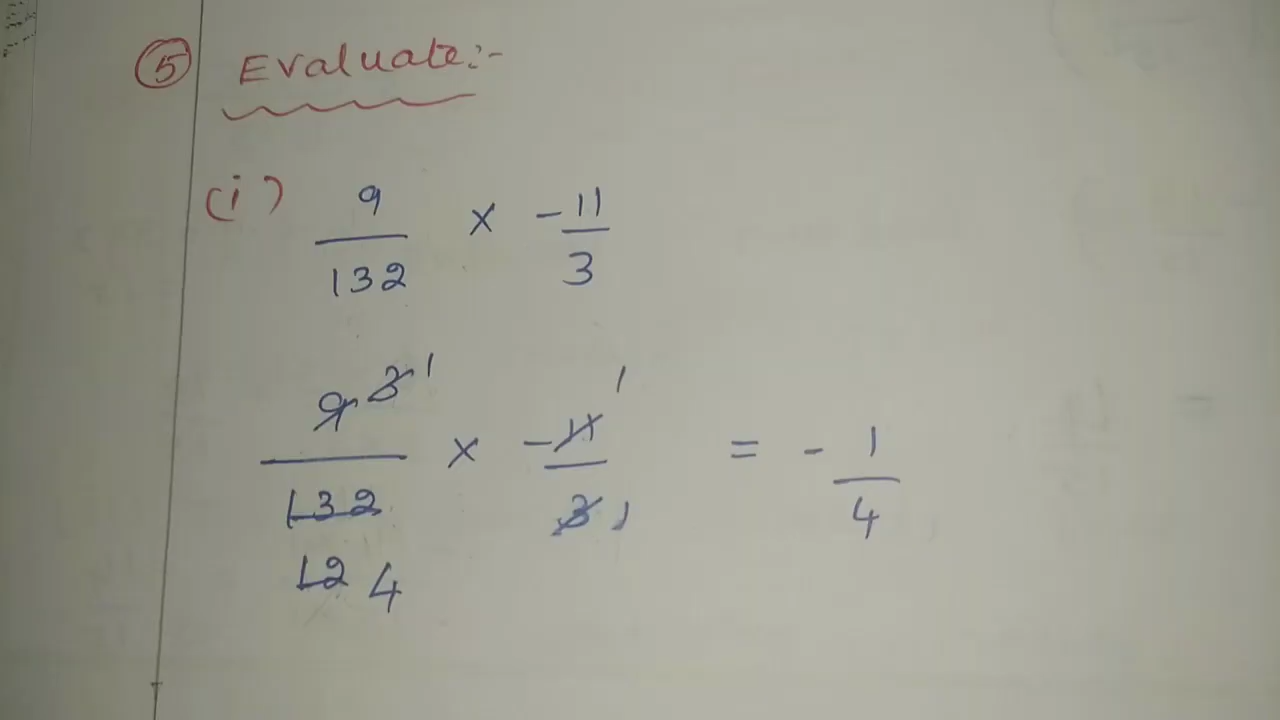 5 Evaluate:-
(i) 9/132 × -11/3
9 3 1/132 12 4 × -11 1/3 1 = -1/4